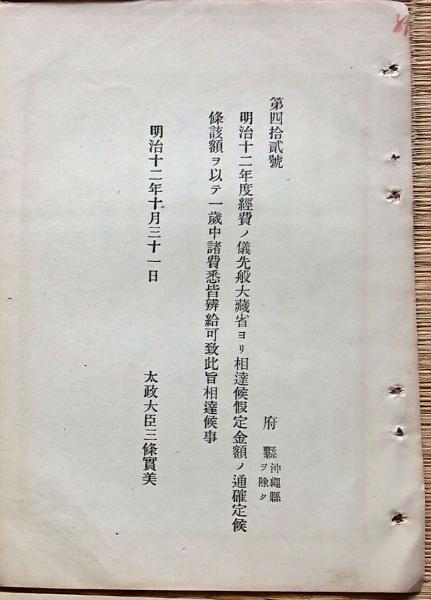 第四拾貳號
府縣沖繩縣ヲ除ク
明治十二年度經費ノ儀先般大藏省ヨリ相達候假定金額ノ通確定候
條該額ヲ以テ一歲中諸費悉皆辨給可致此旨相達候事
明治十二年十月三十一日
太政大臣三條實美